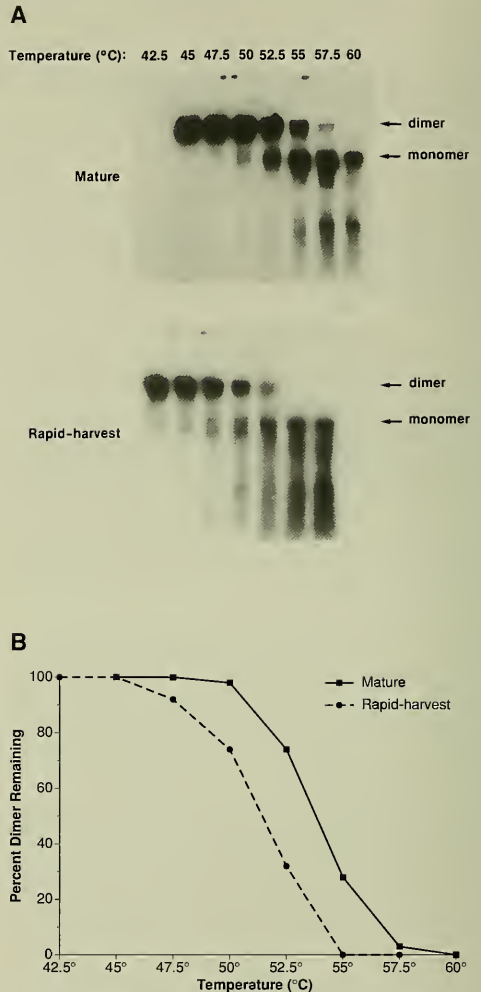 A
Temperature (°C): 42.5 45 47.5 50 52.5 55 57.5 60
dimer
monomer
Mature
dimer
monomer
Rapid-harvest
B
100
80
60
40
20
0
Percent Dimer Remaining
Mature
Rapid-harvest
42.5° 45° 47.5° 50° 52.5° 55° 57.5° 60°
Temperature (°C)